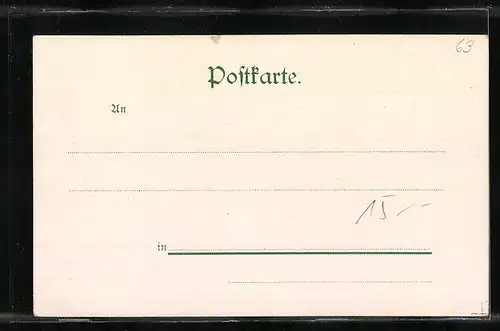 63
Postkarte.
An
15 –
in